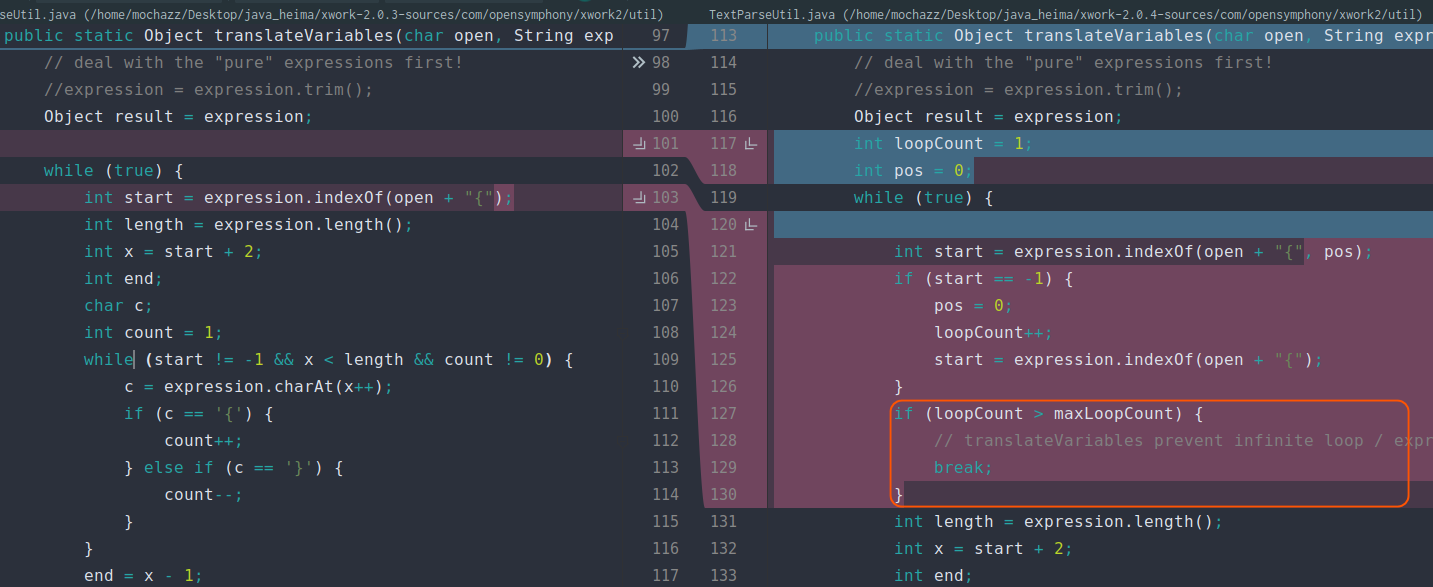 seUtil.java (/home/mochazz/Desktop/java_heima/xwork-2.0.3-sources/com/opensymphony/xwork2/util)
public static Object translateVariables(char open, String exp 97
// deal with the "pure" expressions first! 98
//expression = expression.trim(); 99
Object result = expression; 100
101
while (true) { 102
int start = expression.indexOf(open + "{"); 103
int length = expression.length(); 104
int x = start + 2; 105
int end; 106
char c; 107
int count = 1; 108
while (start != -1 && x < length && count != 0) { 109
c = expression.charAt(x++); 110
if (c == '{') { 111
count++; 112
} else if (c == '}') { 113
count--; 114
} 115
} 116
end = x - 1; 117
TextParseUtil.java (/home/mochazz/Desktop/java_heima/xwork-2.0.4-sources/com/opensymphony/xwork2/util)
113 public static Object translateVariables(char open, String expr
114 // deal with the "pure" expressions first!
115 //expression = expression.trim();
116 Object result = expression;
117 int loopCount = 1;
118 int pos = 0;
119 while (true) {
120
121 int start = expression.indexOf(open + "{", pos);
122 if (start == -1) {
123 pos = 0;
124 loopCount++;
125 start = expression.indexOf(open + "{");
126 }
127 if (loopCount > maxLoopCount) {
128 // translateVariables prevent infinite loop / expr
129 break;
130 }
131 int length = expression.length();
132 int x = start + 2;
133 int end;